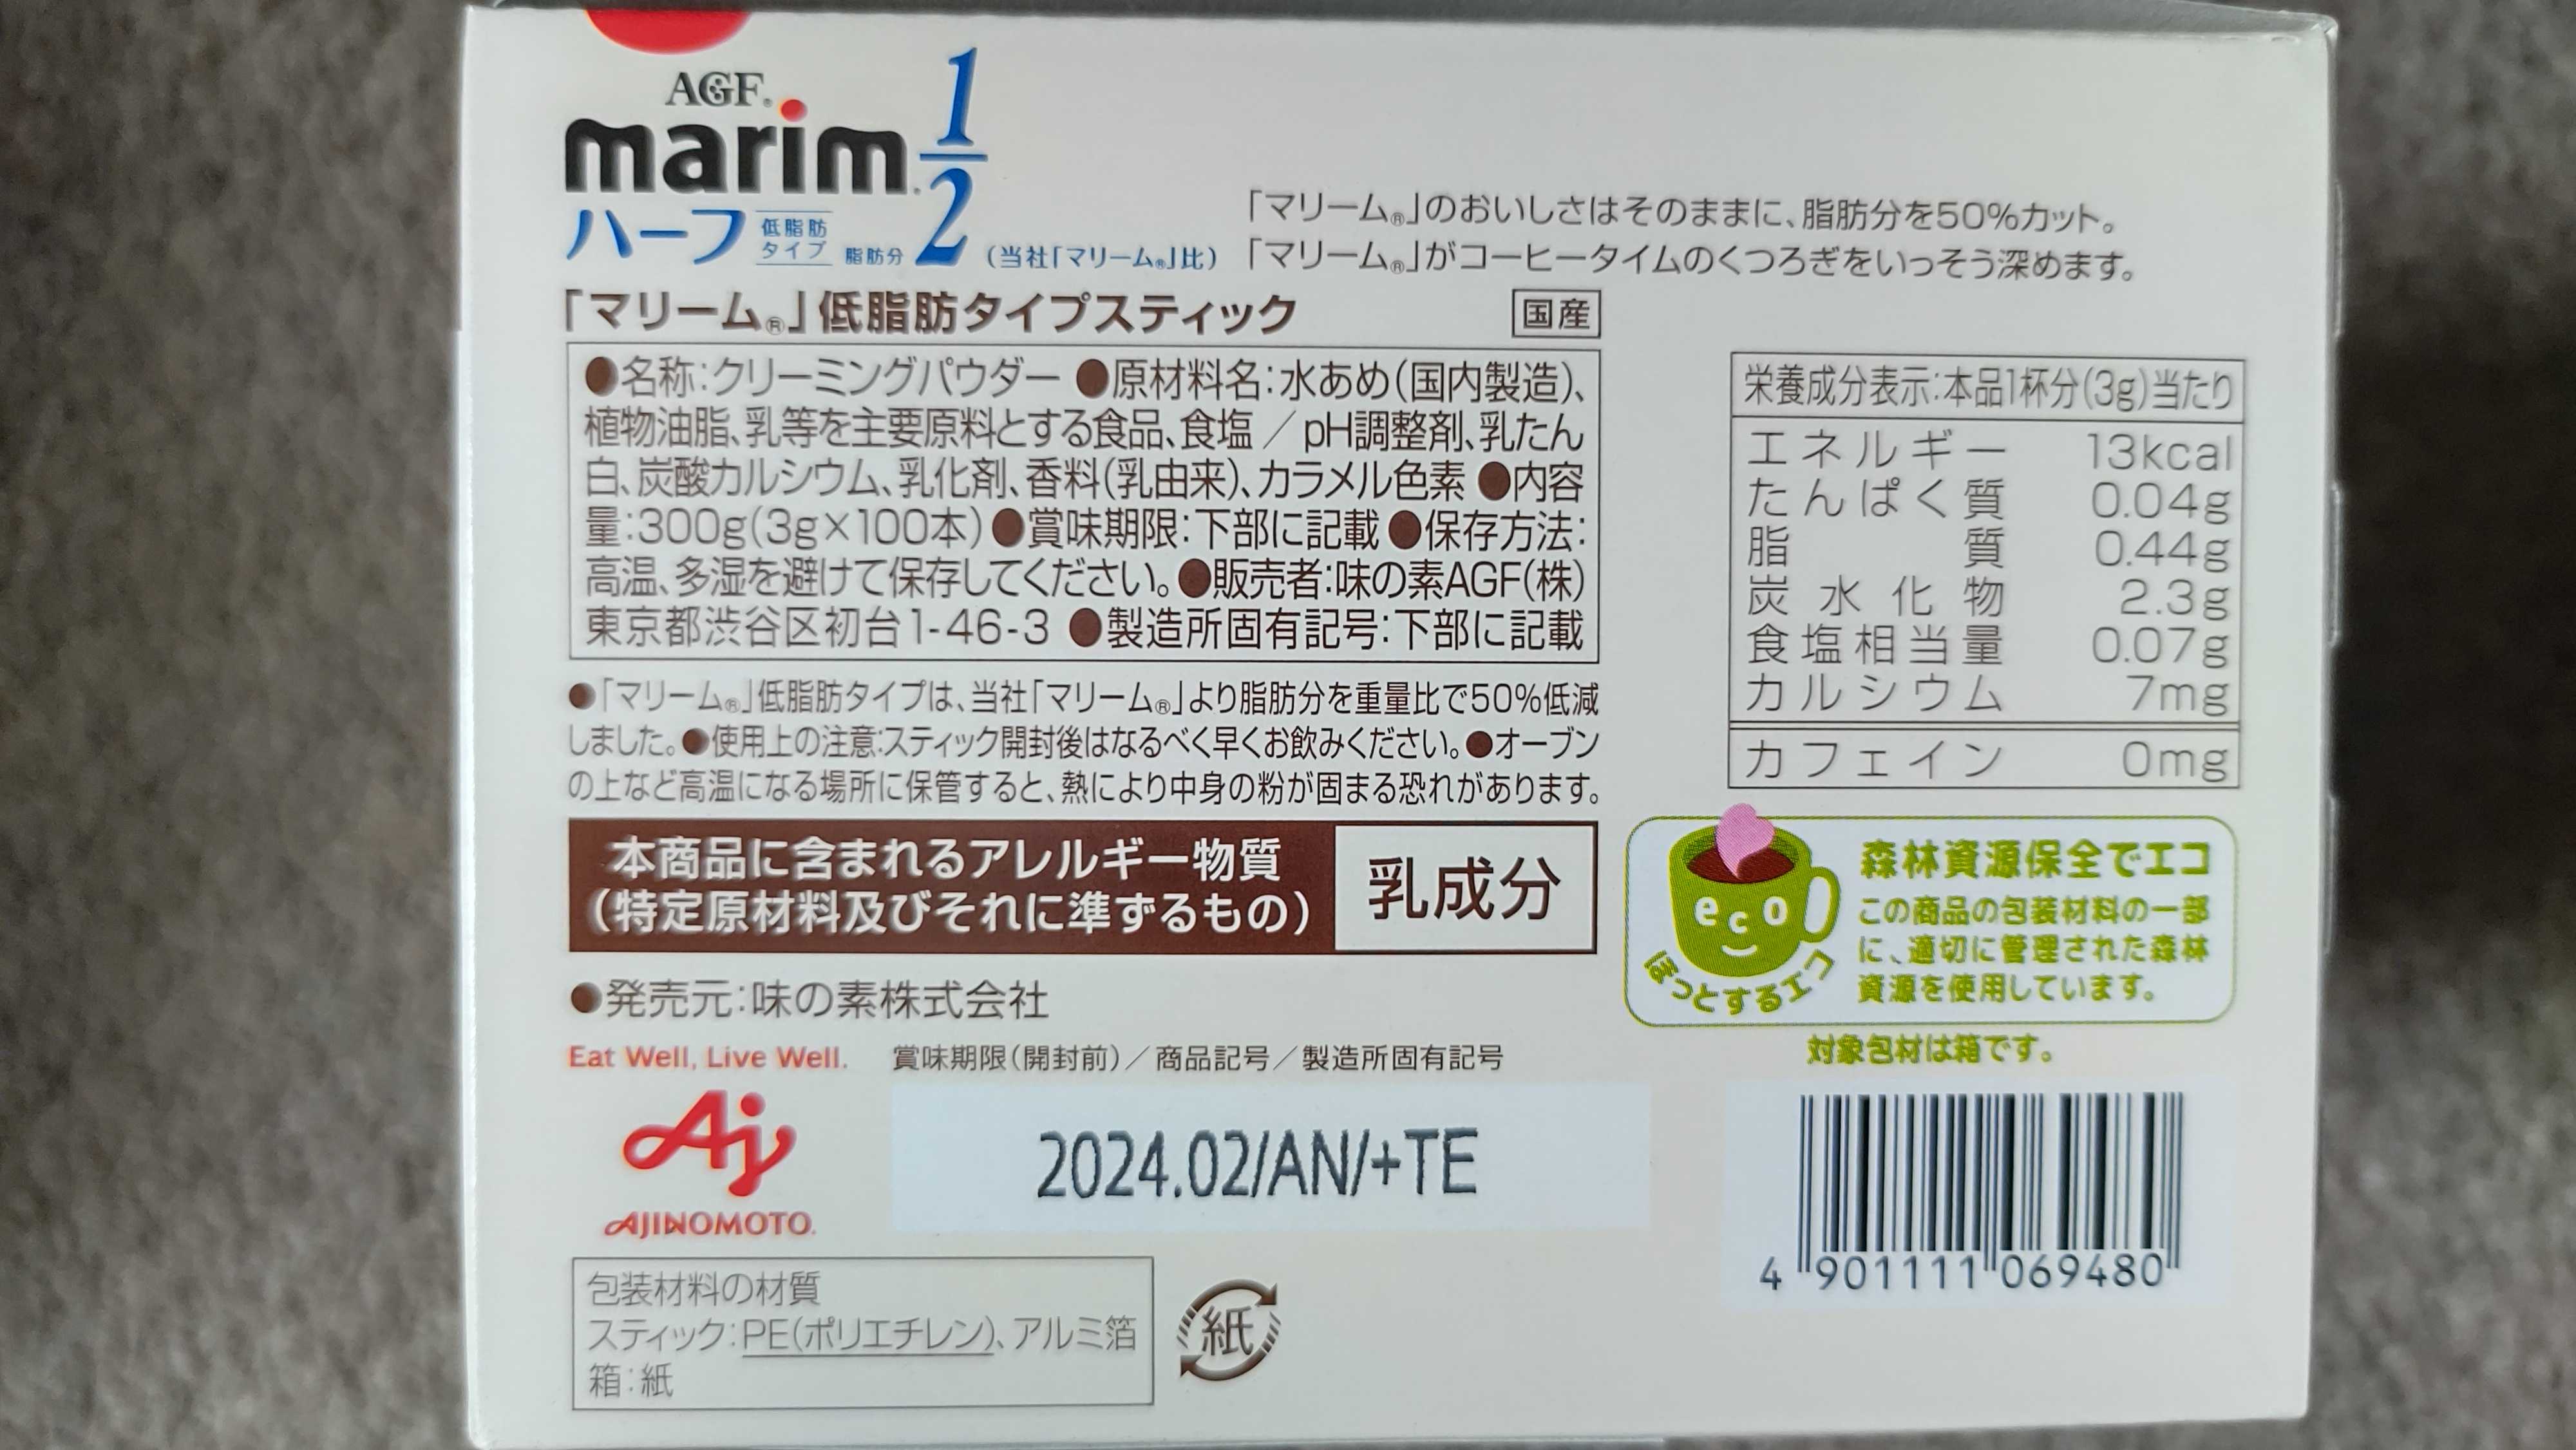 AGF®
marim® 1/2
ハーフ 低脂肪タイプ 脂肪分 (当社「マリーム®」比)
「マリーム®」のおいしさはそのままに、脂肪分を50%カット。
「マリーム®」がコーヒータイムのくつろぎをいっそう深めます。
「マリーム®」低脂肪タイプスティック 国産
●名称:クリーミングパウダー ●原材料名:水あめ(国内製造)、
植物油脂、乳等を主要原料とする食品、食塩／pH調整剤、乳たん
白、炭酸カルシウム、乳化剤、香料(乳由来)、カラメル色素 ●内容
量:300g(3g×100本) ●賞味期限:下部に記載 ●保存方法:
高温、多湿を避けて保存してください。●販売者:味の素AGF(株)
東京都渋谷区初台1-46-3 ●製造所固有記号:下部に記載
●「マリーム®」低脂肪タイプは、当社「マリーム®」より脂肪分を重量比で50%低減
しました。●使用上の注意:スティック開封後はなるべく早くお飲みください。●オーブン
の上など高温になる場所に保管すると、熱により中身の粉が固まる恐れがあります。
本商品に含まれるアレルギー物質
(特定原材料及びそれに準ずるもの)
乳成分
●発売元:味の素株式会社
Eat Well, Live Well.
Aj
AJINOMOTO®
賞味期限(開封前)／商品記号／製造所固有記号
2024.02/AN/+TE
包装材料の材質
スティック:PE(ポリエチレン)、アルミ箔
箱:紙
紙
栄養成分表示:本品1杯分(3g)当たり
エネルギー 13kcal
たんぱく質 0.04g
脂質 0.44g
炭水化物 2.3g
食塩相当量 0.07g
カルシウム 7mg
カフェイン 0mg
eco
ほっとするエコ
森林資源保全でエコ
この商品の包装材料の一部
に、適切に管理された森林
資源を使用しています。
対象包材は箱です。
4 901111 069480